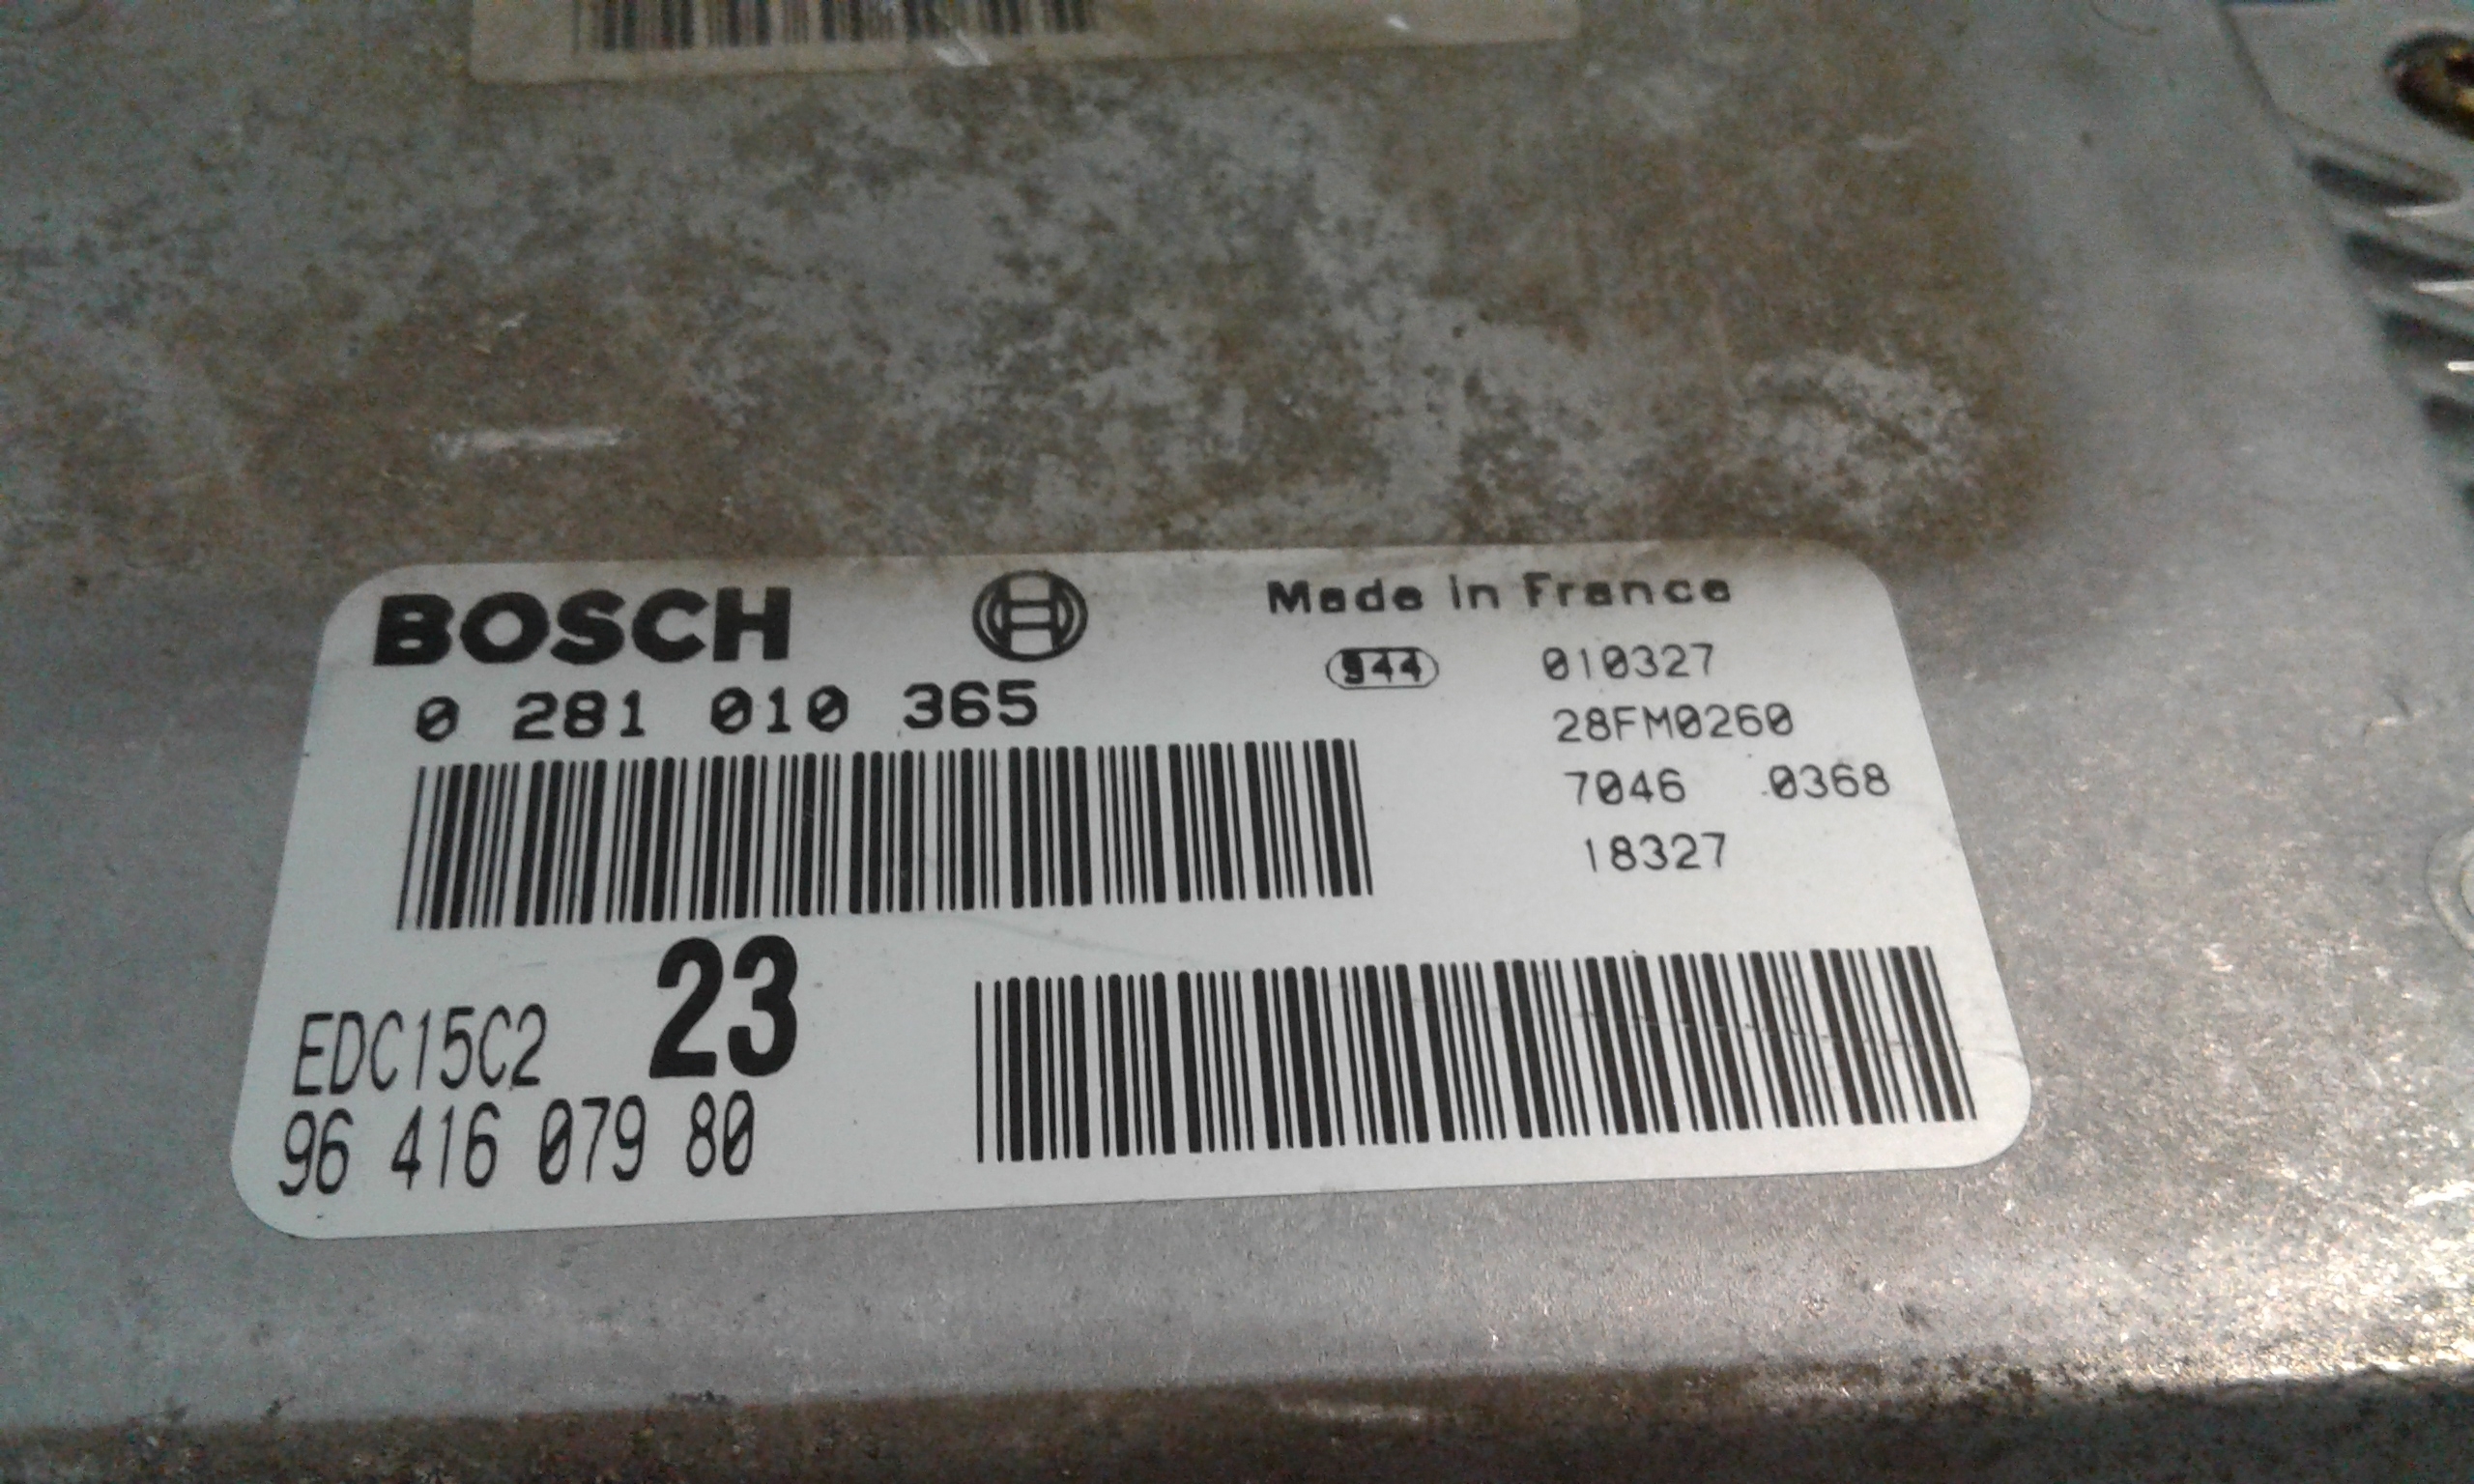 BOSCH
Made in France
0 281 010 365
944 010327
28FM0260
7046 0368
18327
EDC15C2 23
96 416 079 80